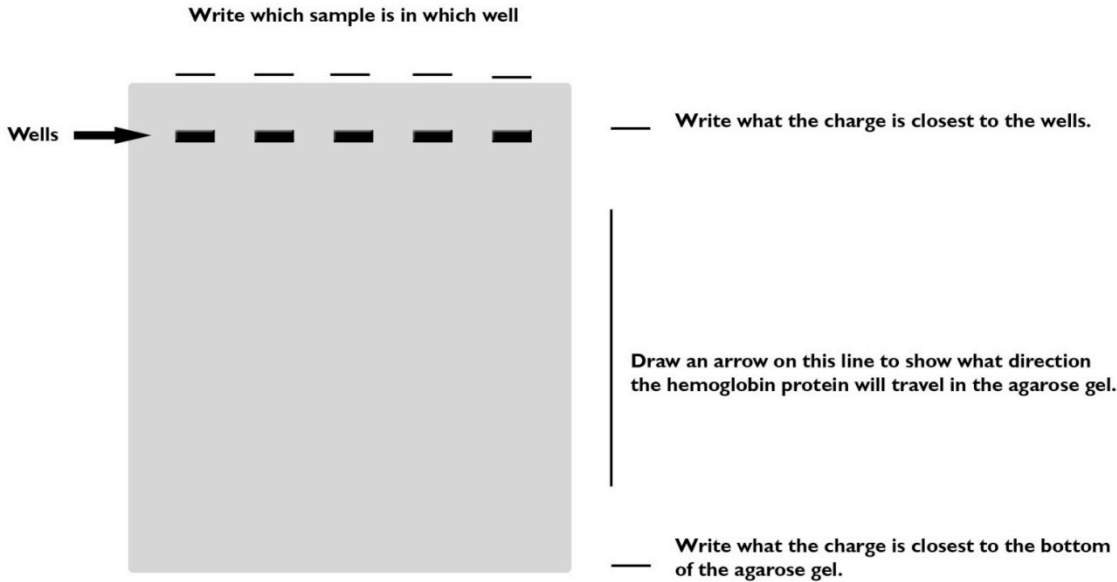 Write which sample is in which well
Wells
Write what the charge is closest to the wells.
Draw an arrow on this line to show what direction
the hemoglobin protein will travel in the agarose gel.
Write what the charge is closest to the bottom
of the agarose gel.